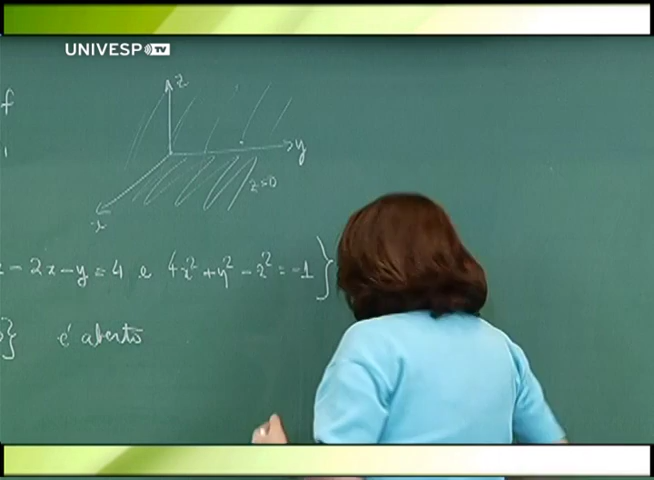 UNIVESP TV
f
z
y
z=0
x
- 2x - y = 4 e 4x² + y² - z² = -1 }
} é aberto